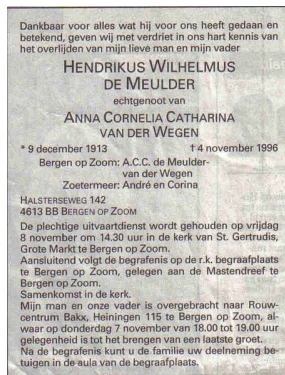 Dankbaar voor alles wat hij voor ons heeft gedaan en
betekend, geven wij met verdriet in ons hart kennis van
het overlijden van mijn lieve man en mijn vader
HENDRIKUS WILHELMUS
DE MEULDER
echtgenoot van
ANNA CORNELIA CATHARINA
VAN DER WEGEN
* 9 december 1913 † 4 november 1996
Bergen op Zoom: A.C.C. de Meulder-
van der Wegen
Zoetermeer: André en Corina
HALSTERSEWEG 142
4613 BB BERGEN OP ZOOM
De plechtige uitvaartdienst wordt gehouden op vrijdag
8 november om 14.30 uur in de kerk van St. Gertrudis,
Grote Markt te Bergen op Zoom.
Aansluitend volgt de begrafenis op de r.k. begraafplaats
te Bergen op Zoom, gelegen aan de Mastendreef te
Bergen op Zoom.
Samenkomst in de kerk.
Mijn man en onze vader is overgebracht naar Rouw-
centrum Bakx, Heiningen 115 te Bergen op Zoom, al-
waar op donderdag 7 november van 18.00 tot 19.00 uur
gelegenheid is tot het brengen van een laatste groet.
Na de begrafenis kunt u de familie uw deelneming be-
tuigen in de aula van de begraafplaats.